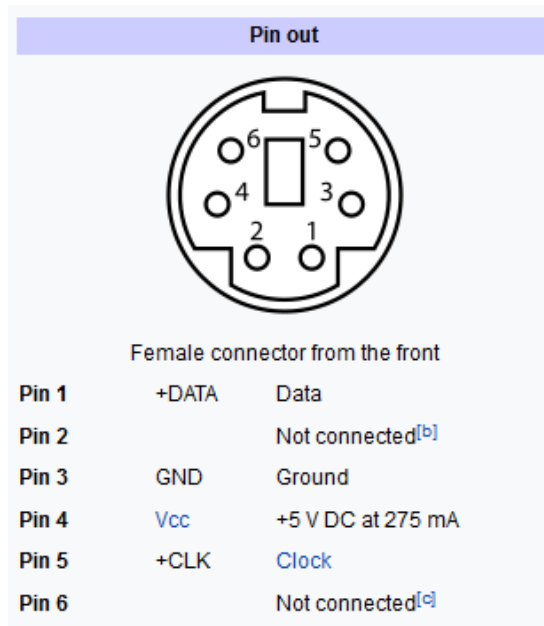 Pin out
6 5
4 3
2 1
Female connector from the front
Pin 1 +DATA Data
Pin 2 Not connected[b]
Pin 3 GND Ground
Pin 4 Vcc +5 V DC at 275 mA
Pin 5 +CLK Clock
Pin 6 Not connected[c]